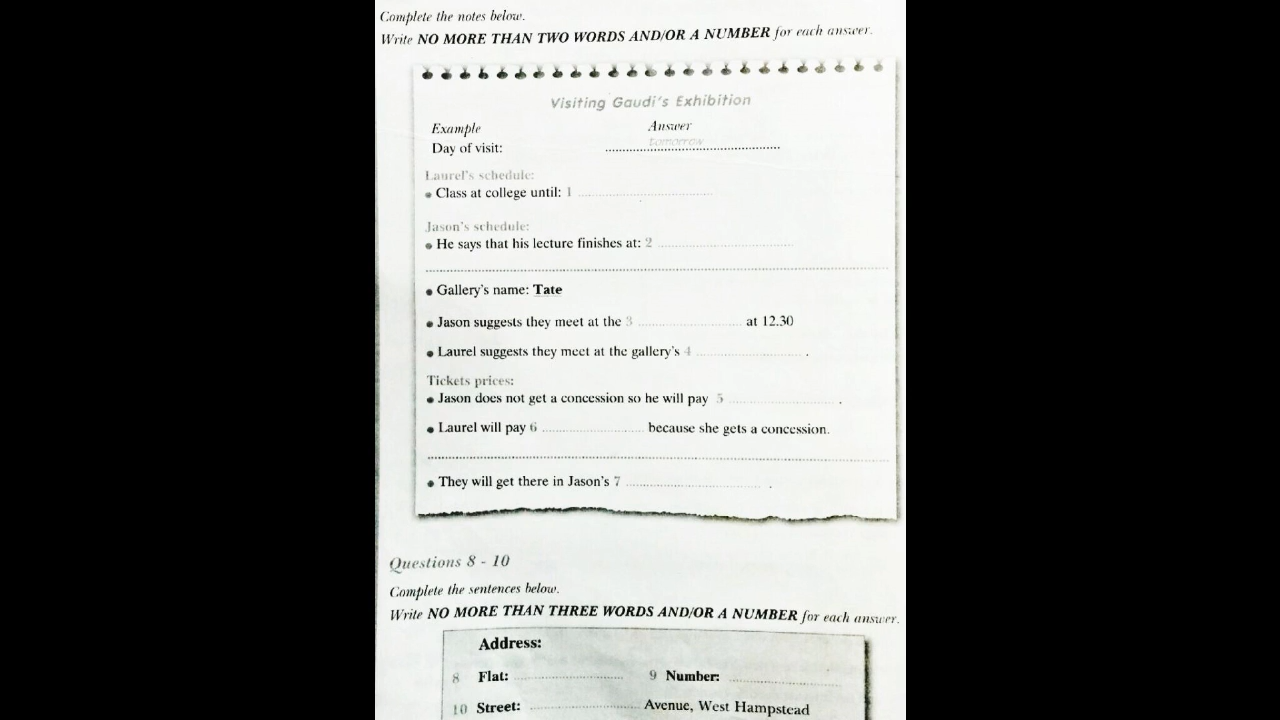 Complete the notes below.
Write NO MORE THAN TWO WORDS AND/OR A NUMBER for each answer.
Visiting Gaudi's Exhibition
Example Answer
Day of visit: tomorrow
Laurel's schedule:
• Class at college until: 1
Jason's schedule:
• He says that his lecture finishes at: 2
• Gallery's name: Tate
• Jason suggests they meet at the 3 at 12.30
• Laurel suggests they meet at the gallery's 4 .
Tickets prices:
• Jason does not get a concession so he will pay 5 .
• Laurel will pay 6 because she gets a concession.
• They will get there in Jason's 7 .
Questions 8 - 10
Complete the sentences below.
Write NO MORE THAN THREE WORDS AND/OR A NUMBER for each answer.
Address:
8 Flat: 9 Number:
10 Street: Avenue, West Hampstead